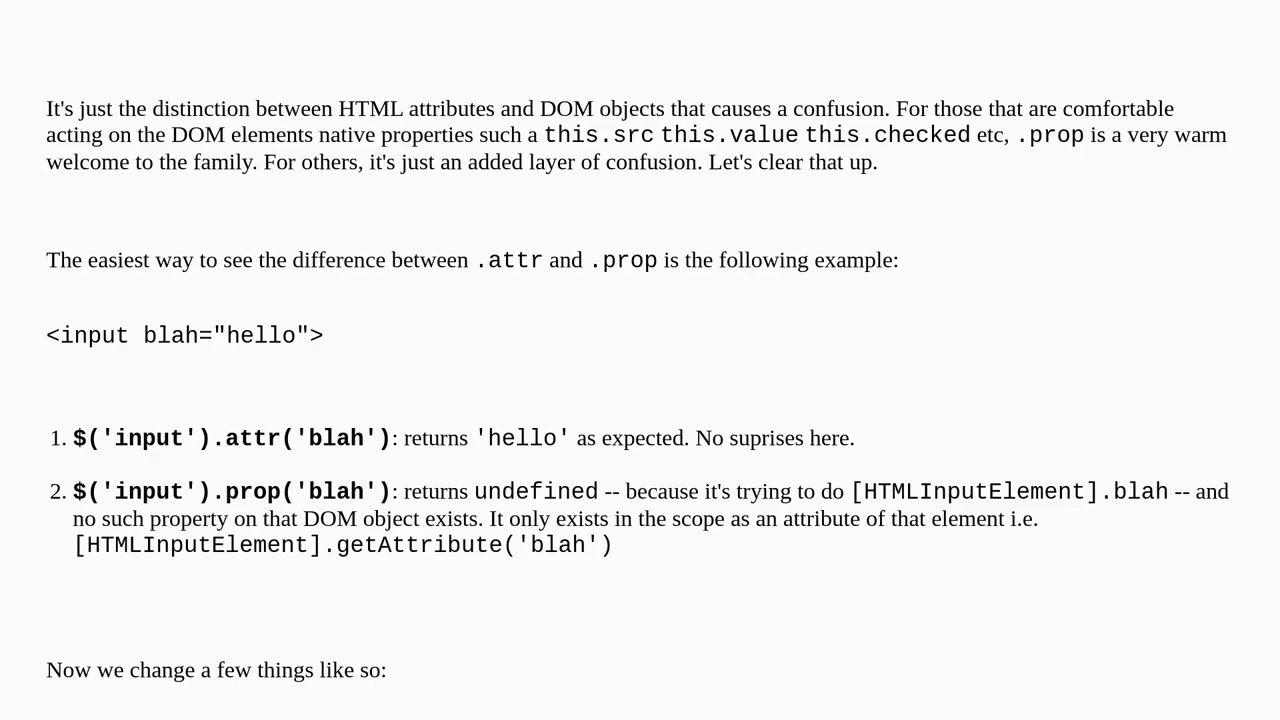 It's just the distinction between HTML attributes and DOM objects that causes a confusion. For those that are comfortable
acting on the DOM elements native properties such a this.src this.value this.checked etc, .prop is a very warm
welcome to the family. For others, it's just an added layer of confusion. Let's clear that up.
The easiest way to see the difference between .attr and .prop is the following example:
<input blah="hello">
1. $('input').attr('blah'): returns 'hello' as expected. No suprises here.
2. $('input').prop('blah'): returns undefined -- because it's trying to do [HTMLInputElement].blah -- and
no such property on that DOM object exists. It only exists in the scope as an attribute of that element i.e.
[HTMLInputElement].getAttribute('blah')
Now we change a few things like so: